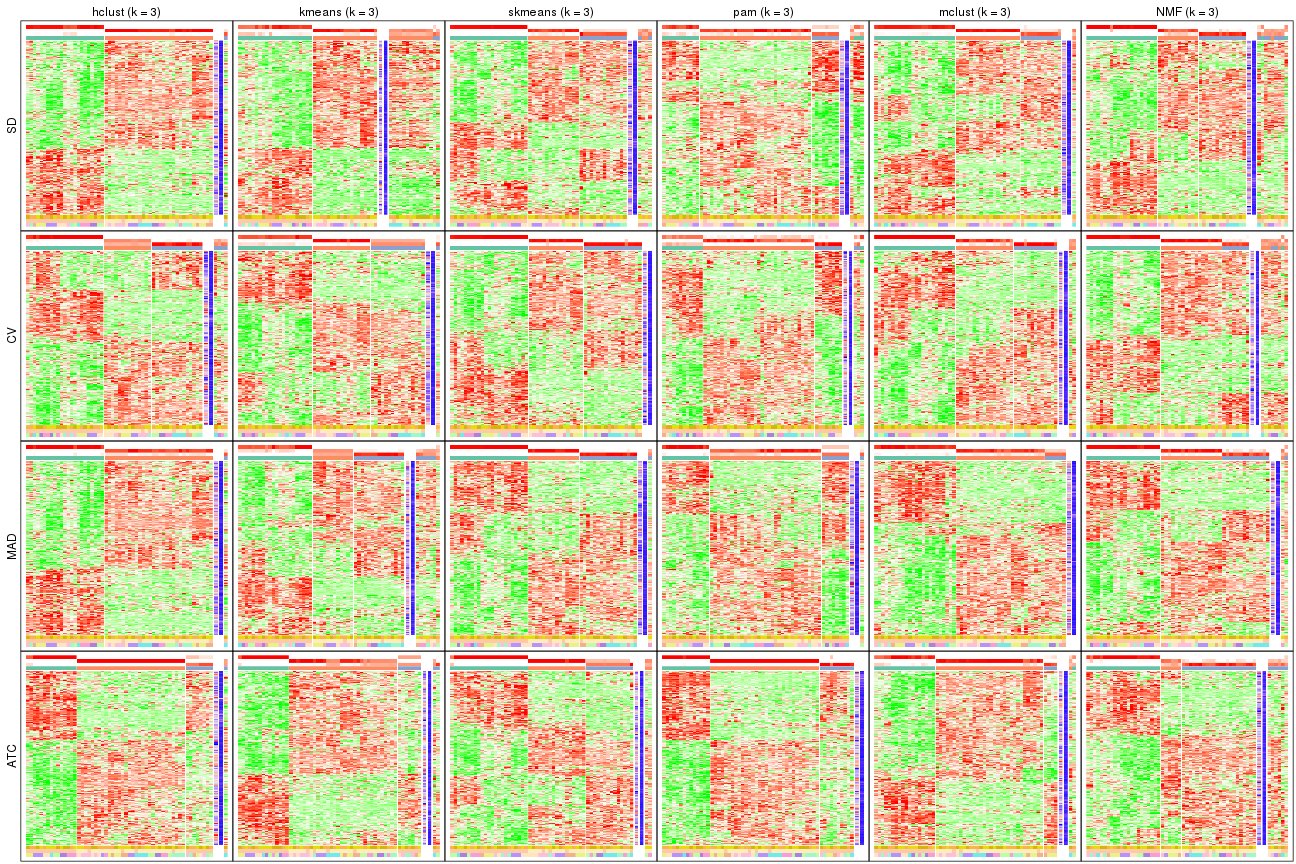 hclust (k = 3)
kmeans (k = 3)
skmeans (k = 3)
pam (k = 3)
mclust (k = 3)
NMF (k = 3)
SD
CV
MAD
ATC